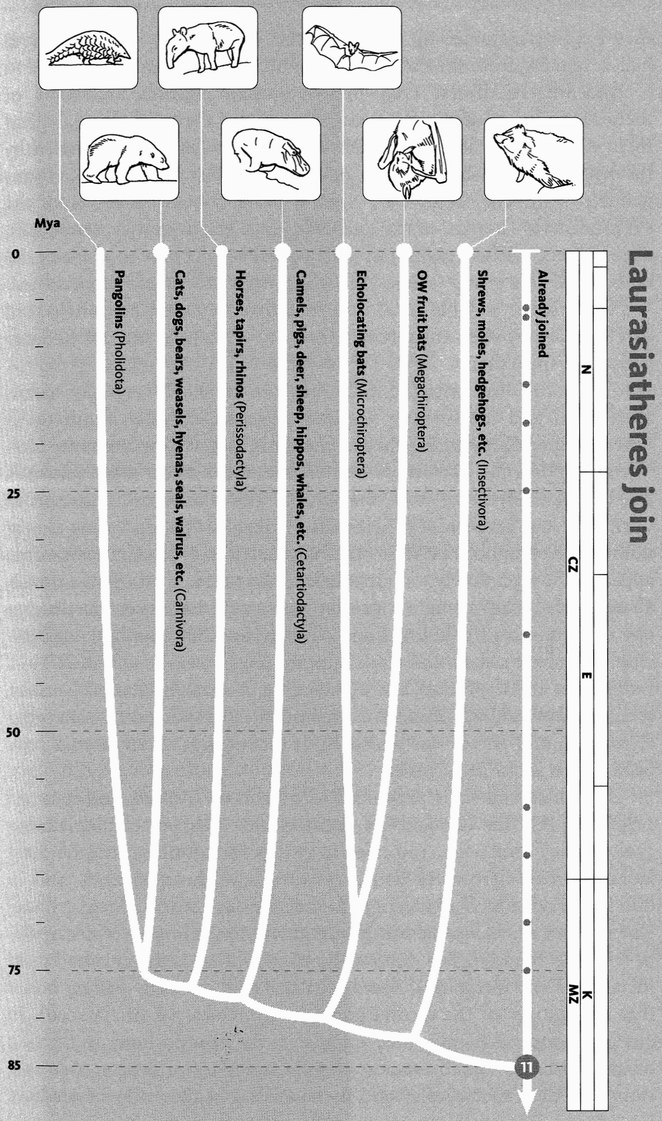 Laurasiatheres join
Mya
0
25
50
75
85
Pangolins (Pholidota)
Cats, dogs, bears, weasels, hyenas, seals, walrus, etc. (Carnivora)
Horses, tapirs, rhinos (Perissodactyla)
Camels, pigs, deer, sheep, hippos, whales, etc. (Cetartiodactyla)
Echolocating bats (Microchiroptera)
OW fruit bats (Megachiroptera)
Shrews, moles, hedgehogs, etc. (Insectivora)
Already joined
N
E
CZ
K
MZ
11